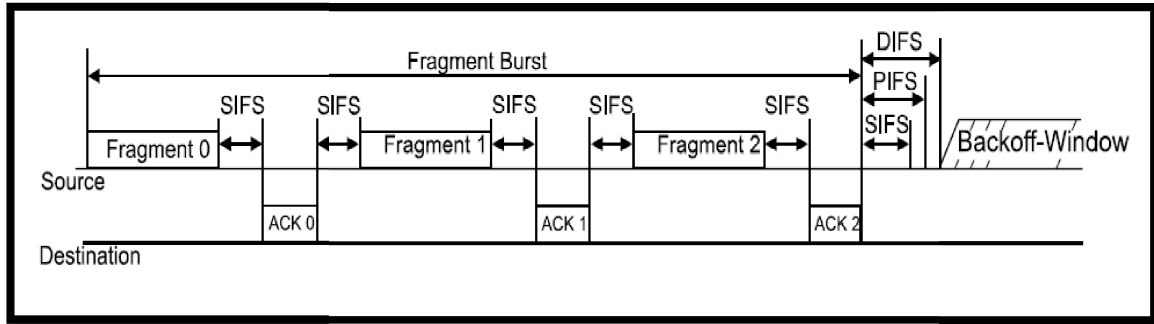 DIFS
Fragment Burst
PIFS
SIFS SIFS SIFS SIFS SIFS SIFS
Fragment 0 Fragment 1 Fragment 2 Backoff-Window
Source
ACK 0 ACK 1 ACK 2
Destination